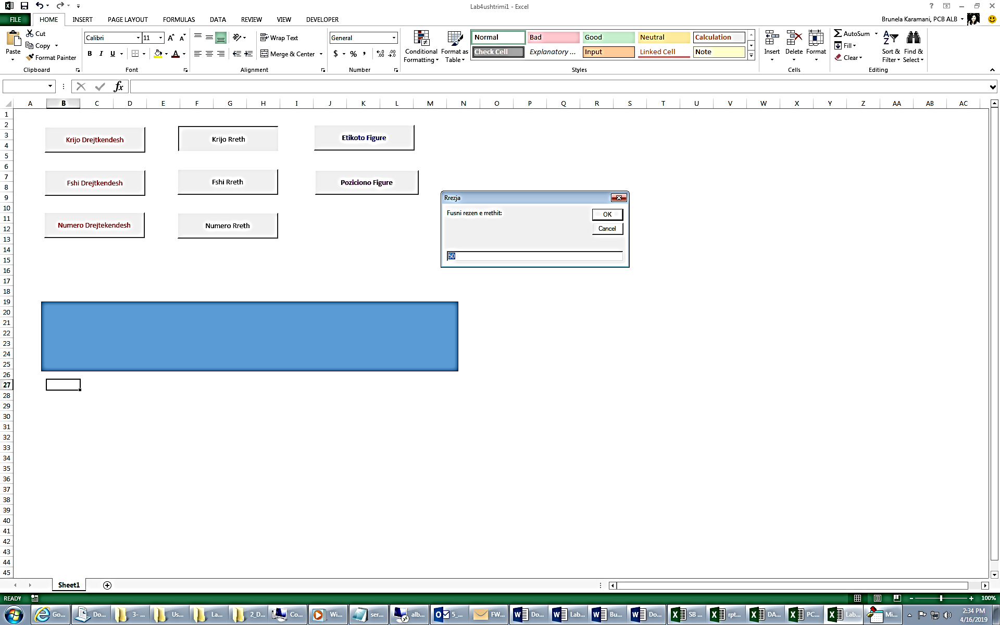 Lab4ushtrimi1 - Excel
FILE HOME INSERT PAGE LAYOUT FORMULAS DATA REVIEW VIEW DEVELOPER
Brunela Karamani, PCB ALB
Paste
Cut
Copy
Format Painter
Clipboard
Calibri 11
B I U
Font
Wrap Text
Merge & Center
Alignment
General
$ %
Number
Conditional Formatting
Format as Table
Normal Bad Good Neutral Calculation
Check Cell Explanatory ... Input Linked Cell Note
Styles
Insert Delete Format
Cells
AutoSum
Fill
Clear
Sort & Filter
Find & Select
Editing
fx
A B C D E F G H I J K L M N O P Q R S T U V W X Y Z AA AB AC
1
2
3
4
5
6
7
8
9
10
11
12
13
14
15
16
17
18
19
20
21
22
23
24
25
26
27
28
29
30
31
32
33
34
35
36
37
38
39
40
41
42
43
44
45
Krijo Drejtkendesh
Krijo Rreth
Etikoto Figure
Fshi Drejtkendesh
Fshi Rreth
Poziciono Figure
Numero Drejtekendesh
Numero Rreth
Rrezja
Fusni rezen e rrethit:
OK
Cancel
50
Sheet1
READY
100%
Go... Do... 3- ... Us... La... 2_D... Co... Wi... ser... alb... 5_... FW... Do... Lab... Bu... Do... SB ... rpt... DA... PC... Lab... Mi...
2:34 PM
4/16/2019